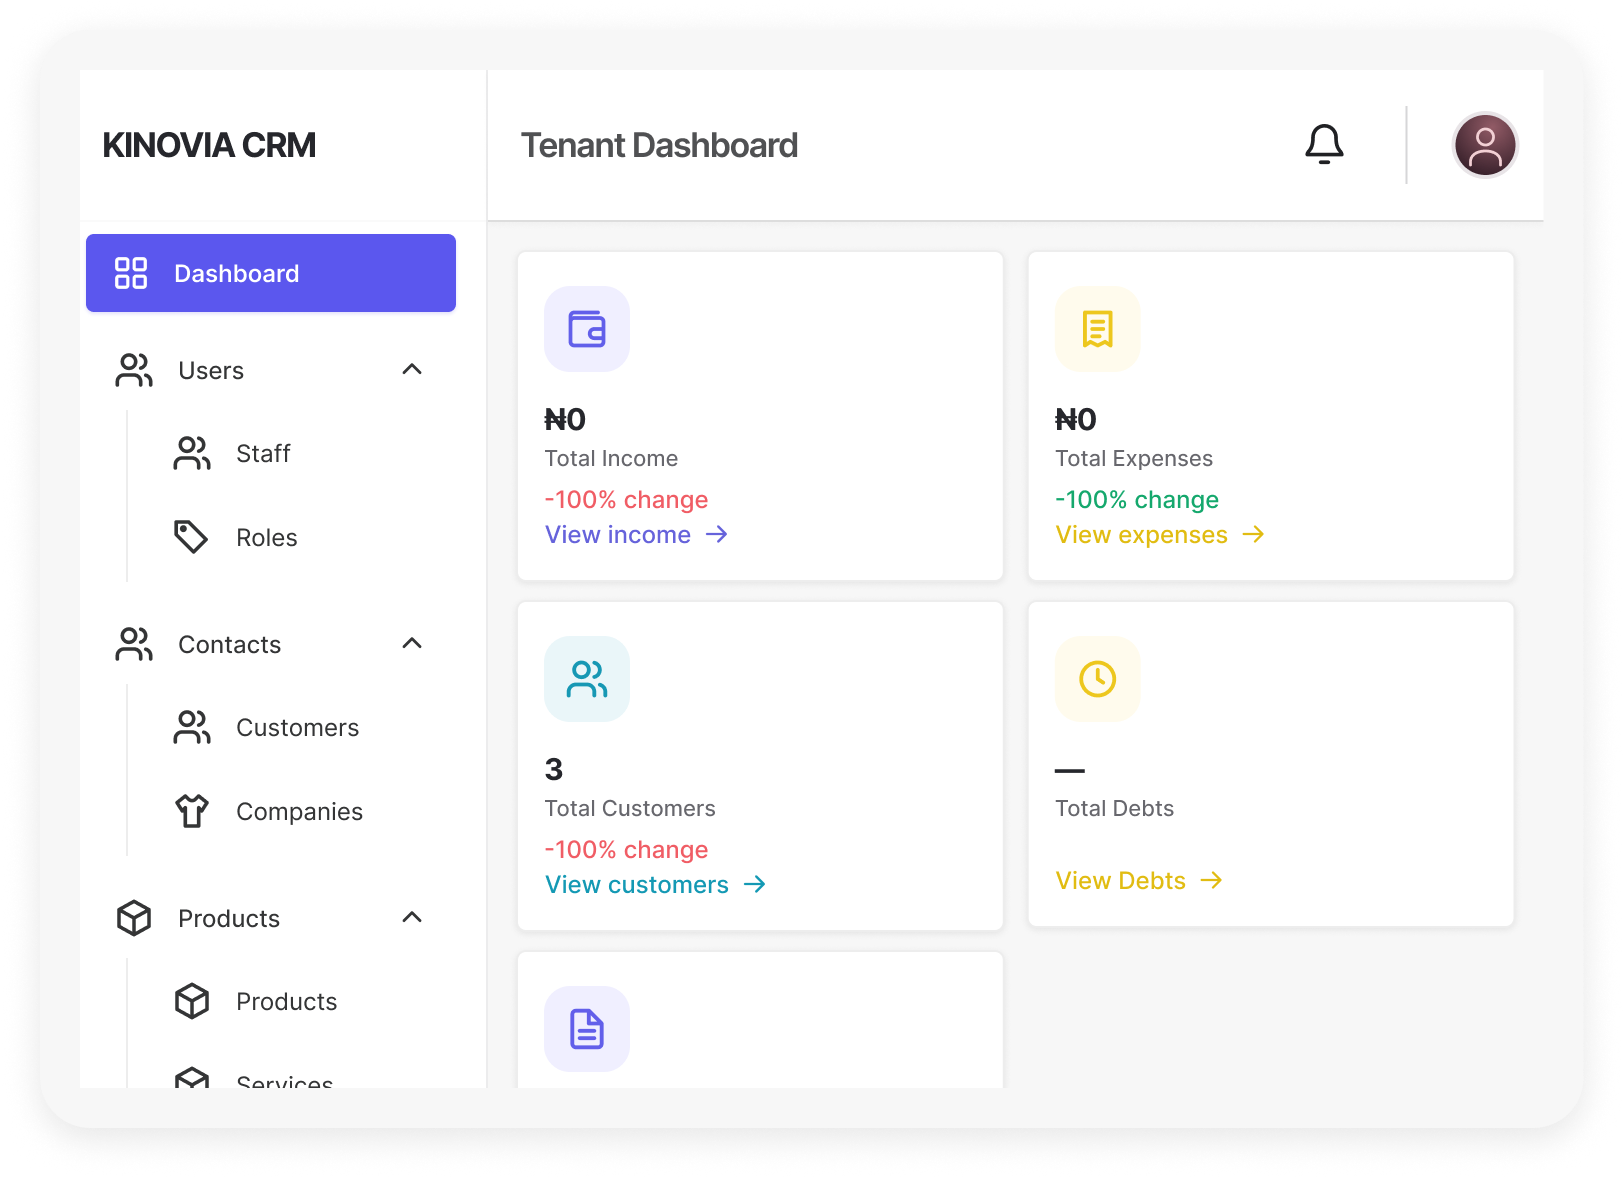 KINOVIA CRM
Tenant Dashboard
Dashboard
Users
Staff
Roles
Contacts
Customers
Companies
Products
Products
Services
₦0
Total Income
-100% change
View income →
₦0
Total Expenses
-100% change
View expenses →
3
Total Customers
-100% change
View customers →
—
Total Debts
View Debts →